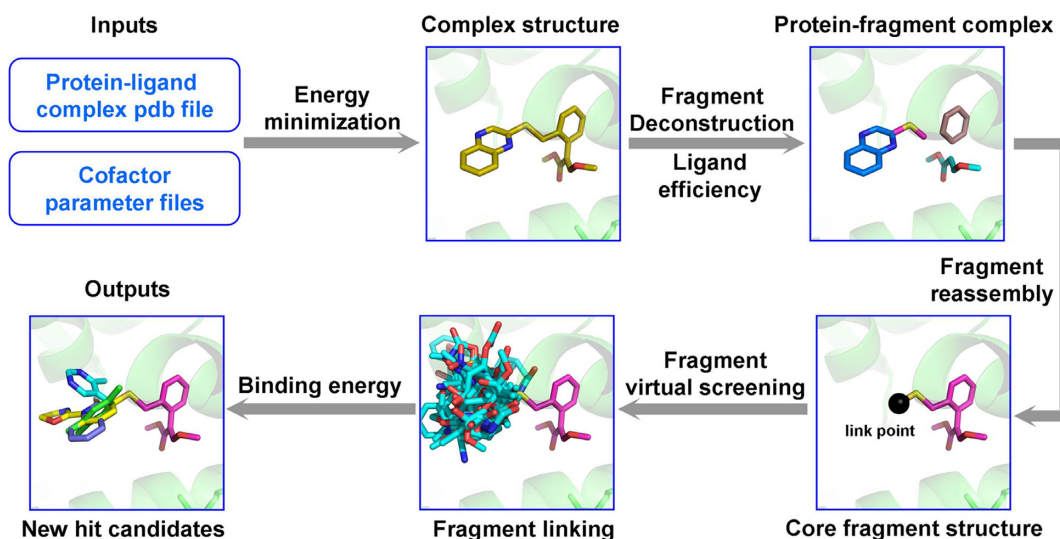 Inputs
Protein-ligand
complex pdb file
Cofactor
parameter files
Energy
minimization
Complex structure
Fragment
Deconstruction
Ligand
efficiency
Protein-fragment complex
Fragment
reassembly
link point
Core fragment structure
Fragment
virtual screening
Fragment linking
Binding energy
Outputs
New hit candidates